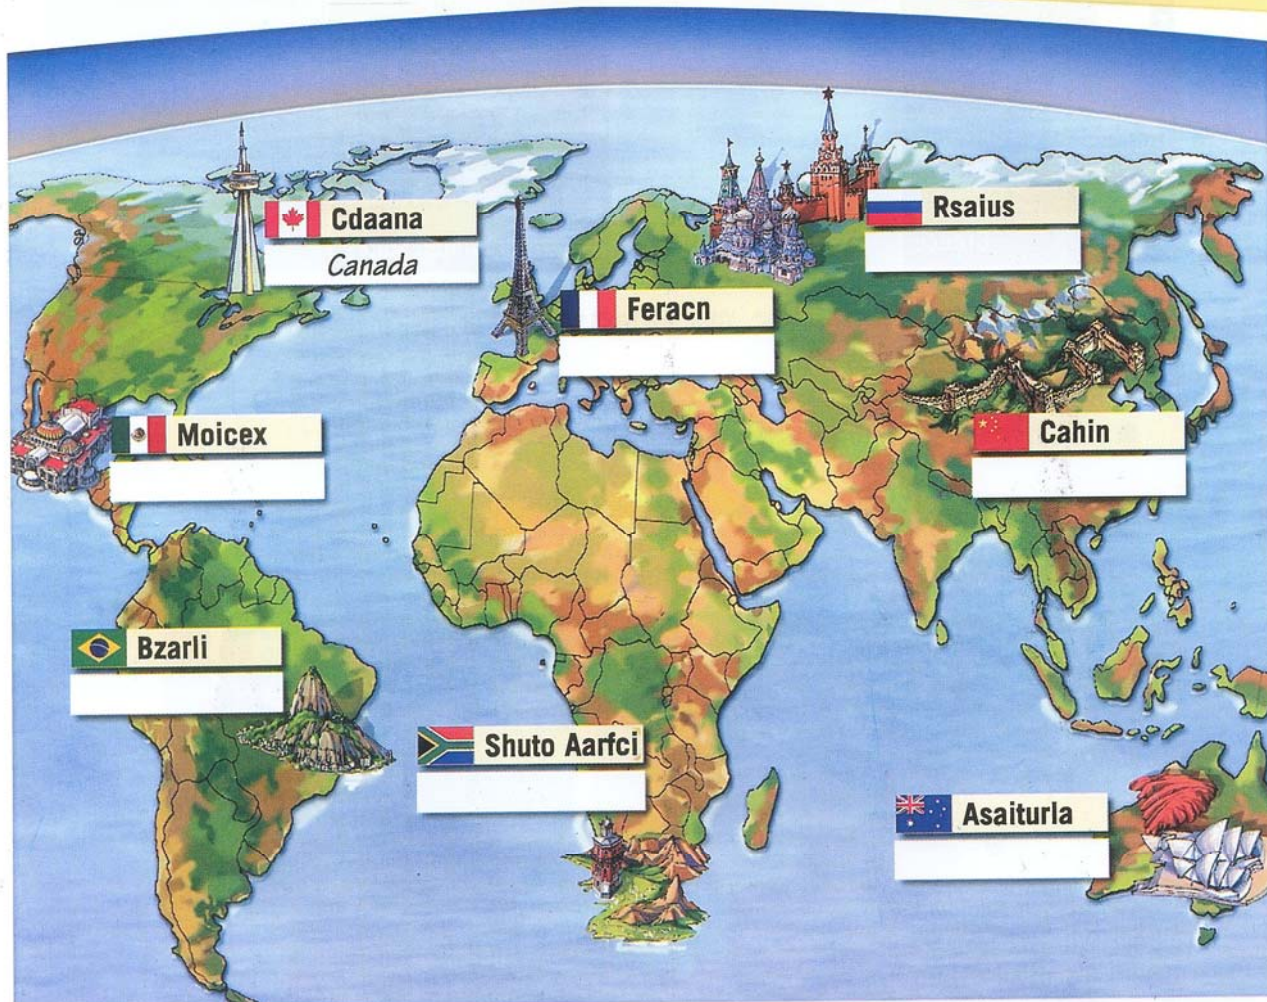 Cdaana
Canada
Rsaius
Feracn
Moicex
Cahin
Bzarli
Shuto Aarfci
Asaiturla